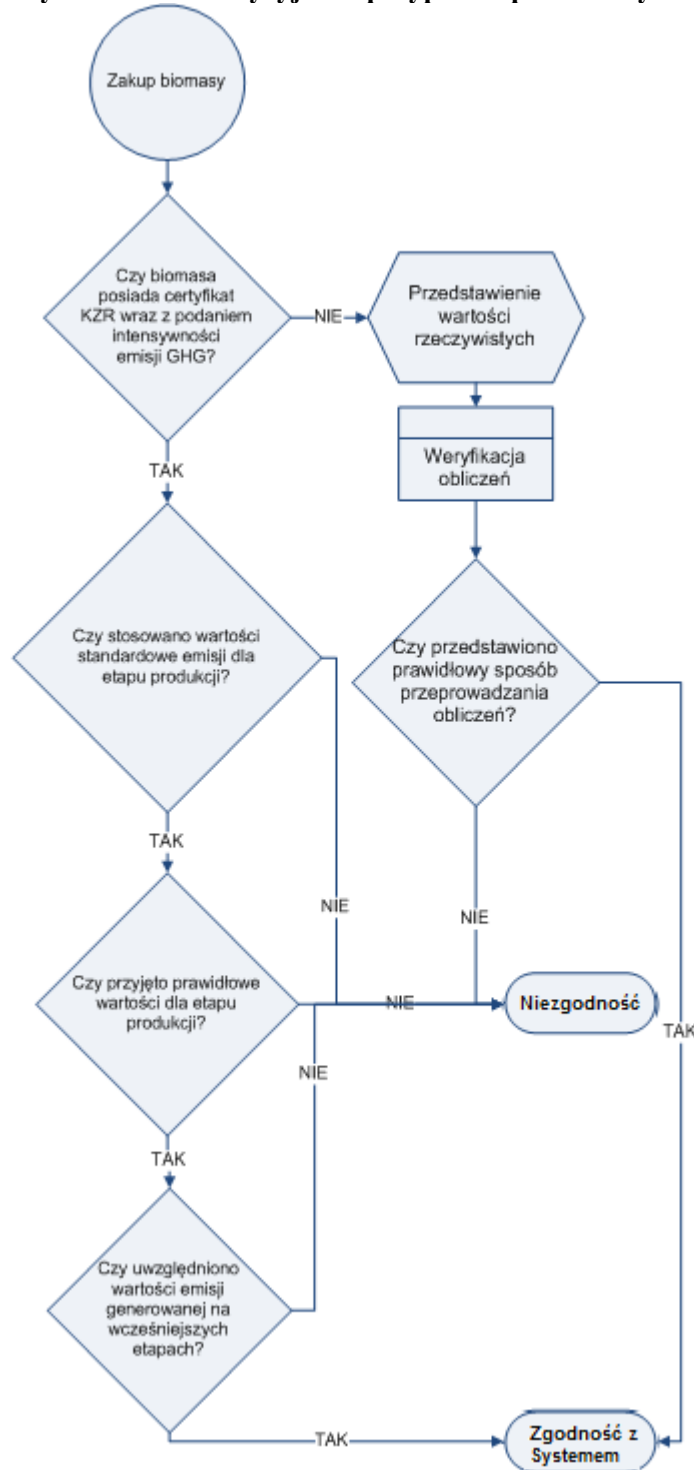 Zakup biomasy
Czy biomasa
posiada certyfikat
KZR wraz z podaniem
intensywności
emisji GHG?
NIE
Przedstawienie
wartości
rzeczywistych
Weryfikacja
obliczeń
TAK
Czy stosowano wartości
standardowe emisji dla
etapu produkcji?
Czy przedstawiono
prawidłowy sposób
przeprowadzania
obliczeń?
TAK
NIE
NIE
Czy przyjęto prawidłowe
wartości dla etapu
produkcji?
NIE
Niezgodność
TAK
NIE
TAK
Czy uwzględniono
wartości emisji
generowanej na
wcześniejszych
etapach?
TAK
Zgodność z
Systemem